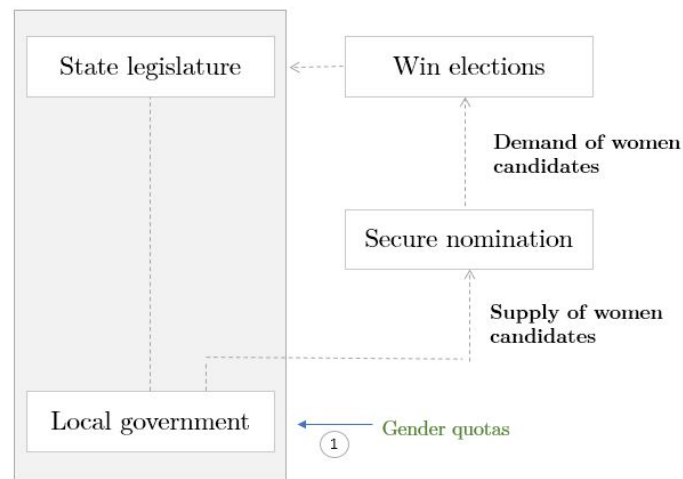 State legislature
Win elections
Demand of women
candidates
Secure nomination
Supply of women
candidates
Local government
Gender quotas
1